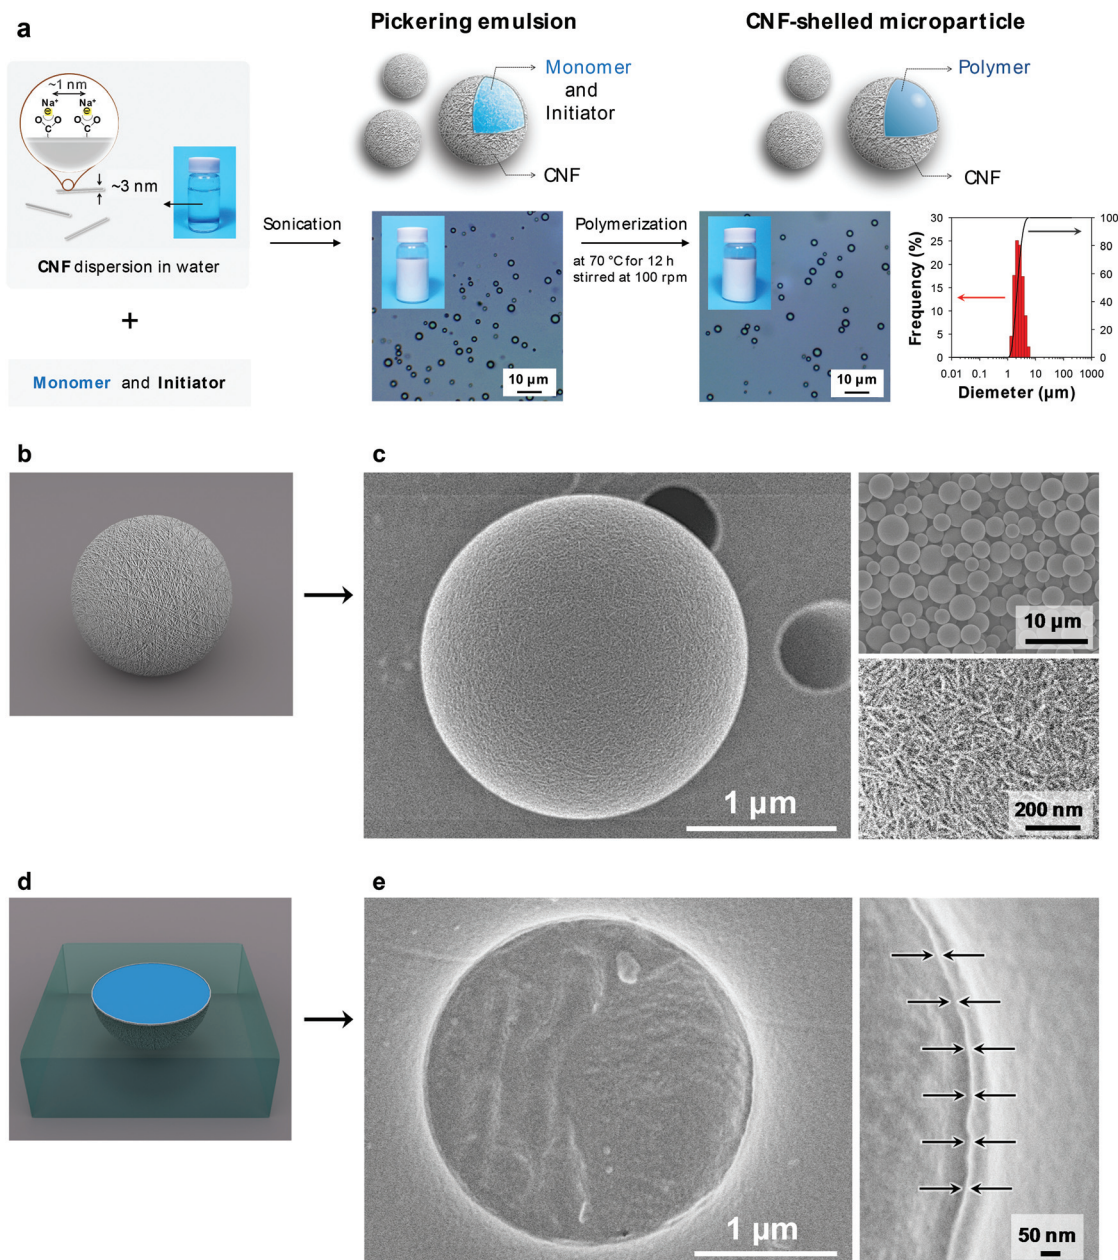 a
Pickering emulsion
CNF-shelled microparticle
~1 nm
Na⁺ Na⁺
⊖ ⊖
O O O O
C C
~3 nm
CNF dispersion in water
+
Monomer and Initiator
Monomer
and
Initiator
CNF
Polymer
CNF
Sonication
10 µm
Polymerization
at 70 °C for 12 h
stirred at 100 rpm
10 µm
Frequency (%)
30
25
20
15
10
5
0
100
80
60
40
20
0
0.01 0.1 1 10 100 1000
Diemeter (µm)
b
c
1 µm
10 µm
200 nm
d
e
1 µm
50 nm